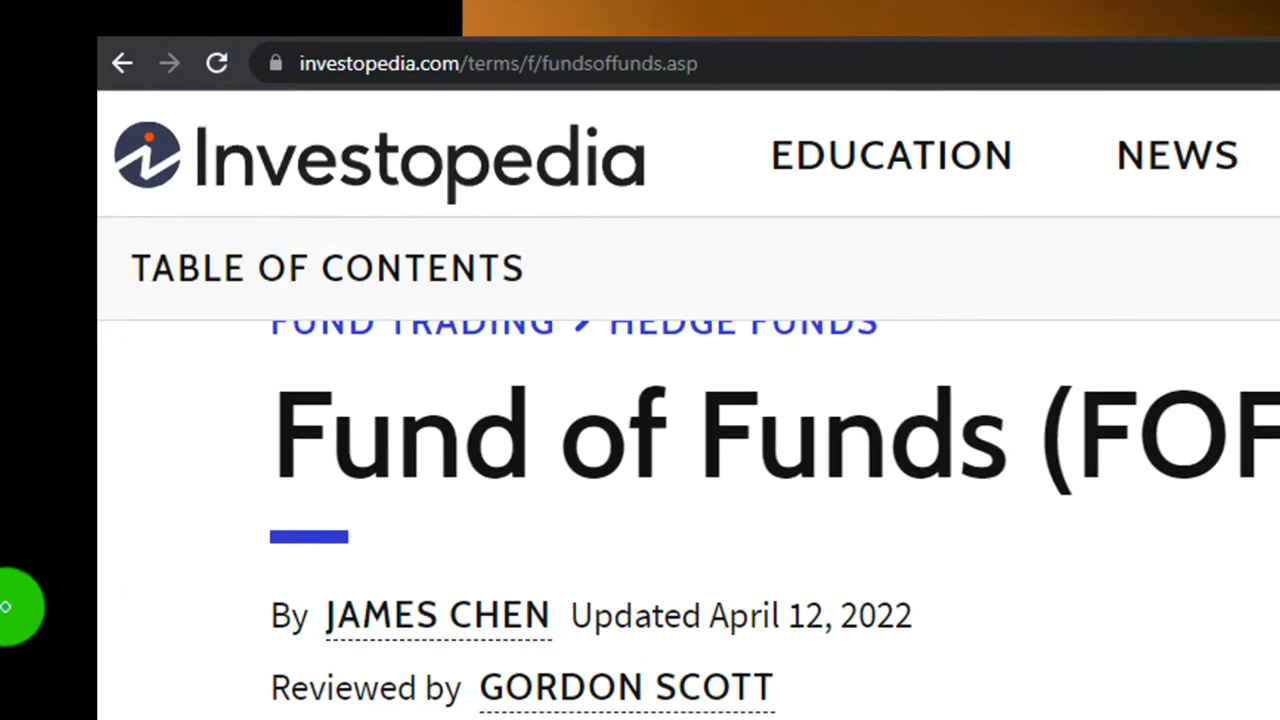 investopedia.com/terms/f/fundsoffunds.asp
Investopedia EDUCATION NEWS
TABLE OF CONTENTS
FUND TRADING > HEDGE FUNDS
Fund of Funds (FOF
By JAMES CHEN Updated April 12, 2022
Reviewed by GORDON SCOTT